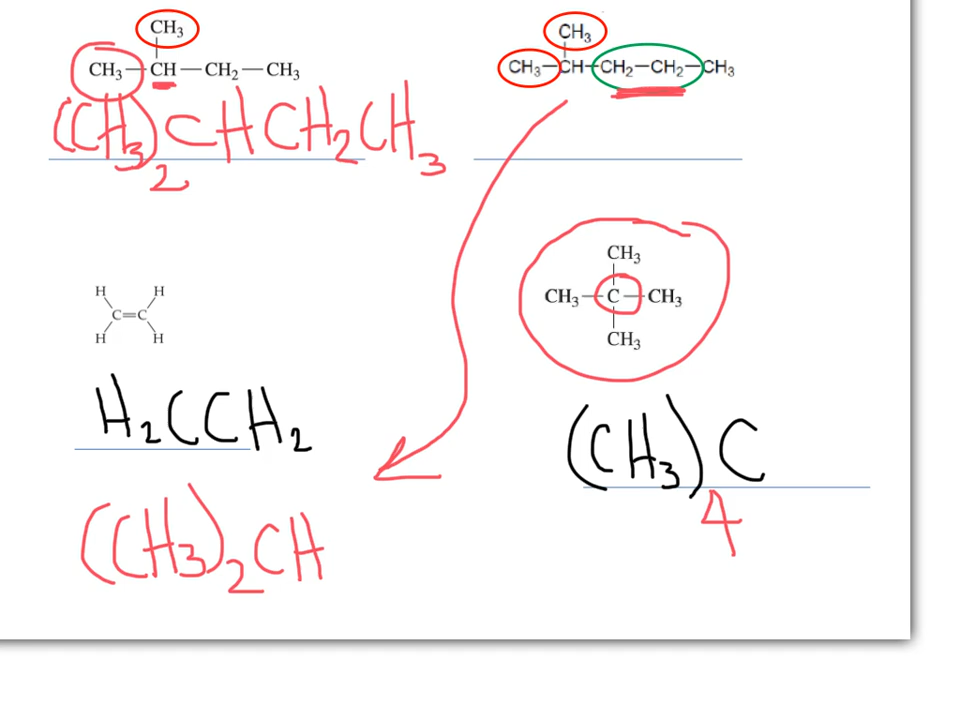 CH₃
CH₃—CH—CH₂—CH₃
(CH₃)₂CHCH₂CH₃
CH₃
CH₃—CH—CH₂—CH₂—CH₃
H H
C=C
H H
H₂CCH₂
CH₃
CH₃—C—CH₃
CH₃
(CH₃)₄C
(CH₃)₂CH